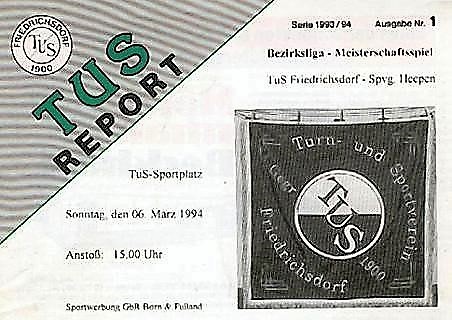 FRIEDRICHSDORF
TUS
1900
TUS
REPORT
Serie 1993/94 Ausgabe Nr. 1
Bezirksliga - Meisterschaftsspiel
TuS Friedrichsdorf - Spvg. Heepen
TuS-Sportplatz
Sonntag, den 06. März 1994
Anstoß: 15,00 Uhr
Sportwerbung GbR Born & Fulland
Turn- und Sportverein
TUS
Friedrichsdorf
1900